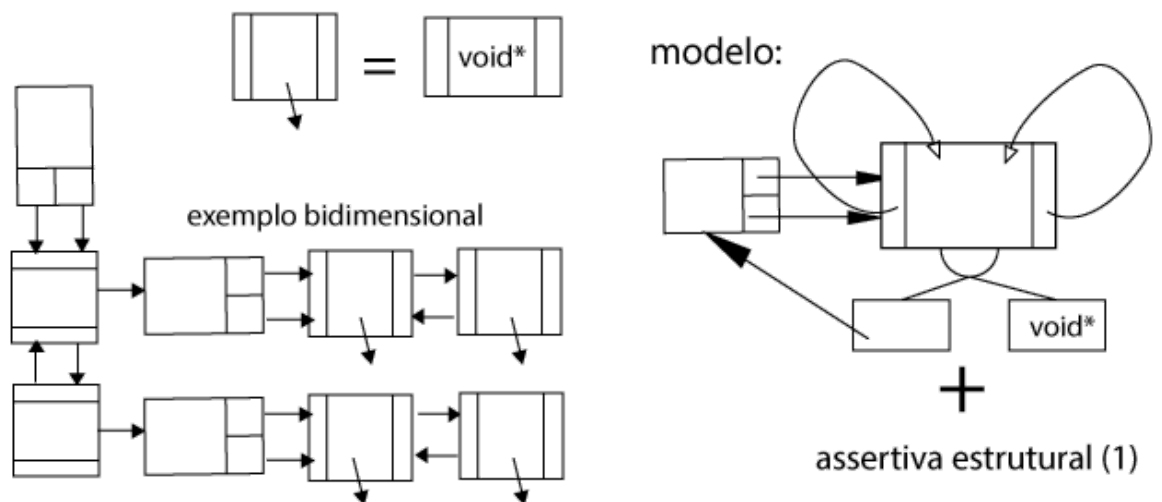 =
void*
modelo:
exemplo bidimensional
void*
+
assertiva estrutural (1)